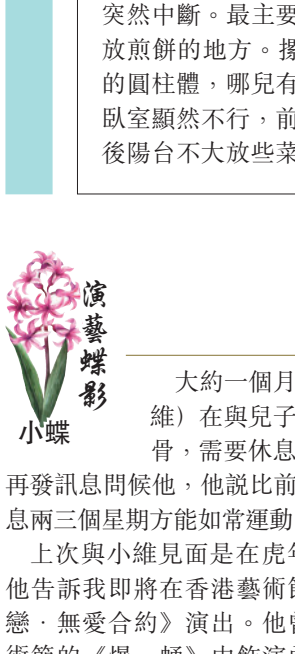 突然中斷。最主要
放煎餅的地方。摞
的圓柱體，哪兒有
臥室顯然不行，前
後陽台不大放些菜
演藝蝶影
小蝶
大約一個月
維）在與兒子
骨，需要休息
再發訊息問候他，他說比前
息兩三個星期方能如常運動
上次與小維見面是在虎年
他告訴我即將在香港藝術節
戀．無愛合約》演出。他曾